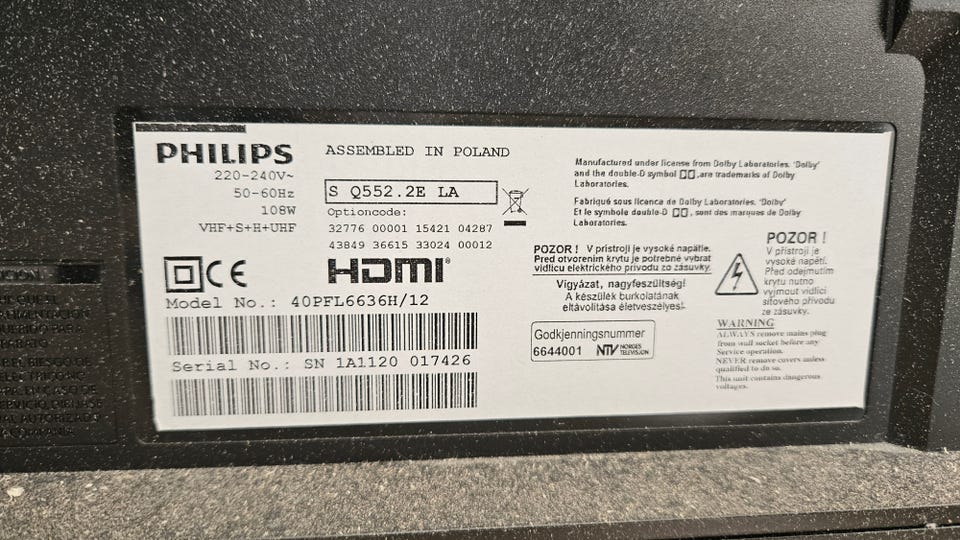 PHILIPS
220-240V~
50-60Hz
108W
VHF+S+H+UHF
ASSEMBLED IN POLAND
S Q552.2E LA
Optioncode:
32776 00001 15421 04287
43849 36615 33024 00012
CE
HDMI®
Model No.: 40PFL6636H/12
Serial No.: SN 1A1120 017426
Manufactured under license from Dolby Laboratories. 'Dolby'
and the double-D symbol ,are trademarks of Dolby
Laboratories.
Fabriqué sous licence de Dolby Laboratories. 'Dolby'
Et le symbole double-D , sont des marques de Dolby
Laboratories.
POZOR ! V prístroji je vysoké napätie.
Pred otvorením krytu je potrebné vybrat
vidlicu elektrického privodu zo zásuvky.
Vigyázat, nagyfeszültség!
A készülék burkolatának
eltávolitása életveszélyes!
Godkjenningsnummer
6644001 NTV NORGES
TELEVISJON
POZOR !
V přístroji je
vysoké napětí.
Před odejmutím
krytu nutno
vyjmout vidlici
síťového přívodu
ze zásuvky.
WARNING
ALWAYS remove mains plug
from wall socket before any
Service operation.
NEVER remove covers unless
qualified to do so.
This unit contains dangerous
voltages.